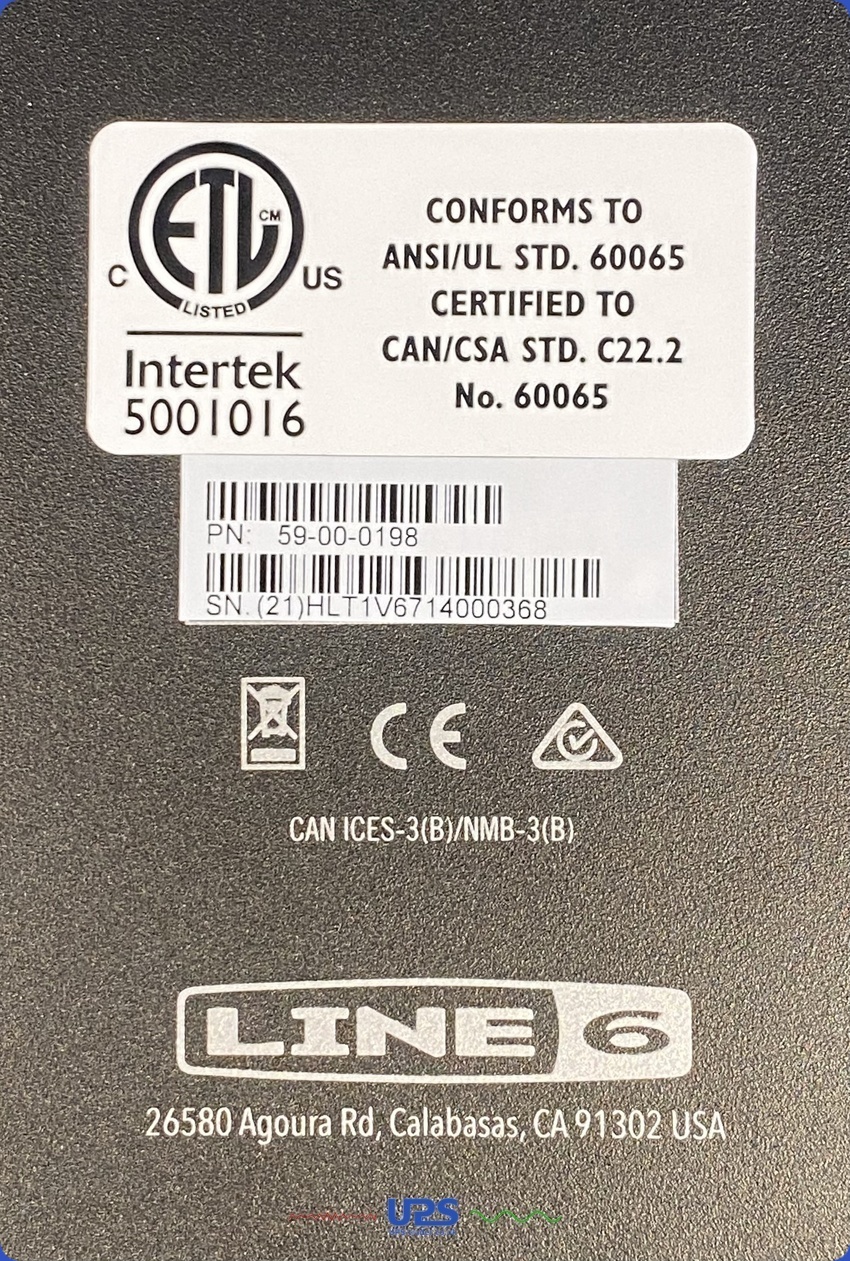 ETL CM
C US
LISTED
Intertek
5001016
CONFORMS TO
ANSI/UL STD. 60065
CERTIFIED TO
CAN/CSA STD. C22.2
No. 60065
PN: 59-00-0198
SN: (21)HLT1V6714000368
CE
CAN ICES-3(B)/NMB-3(B)
LINE 6
26580 Agoura Rd, Calabasas, CA 91302 USA
UPS